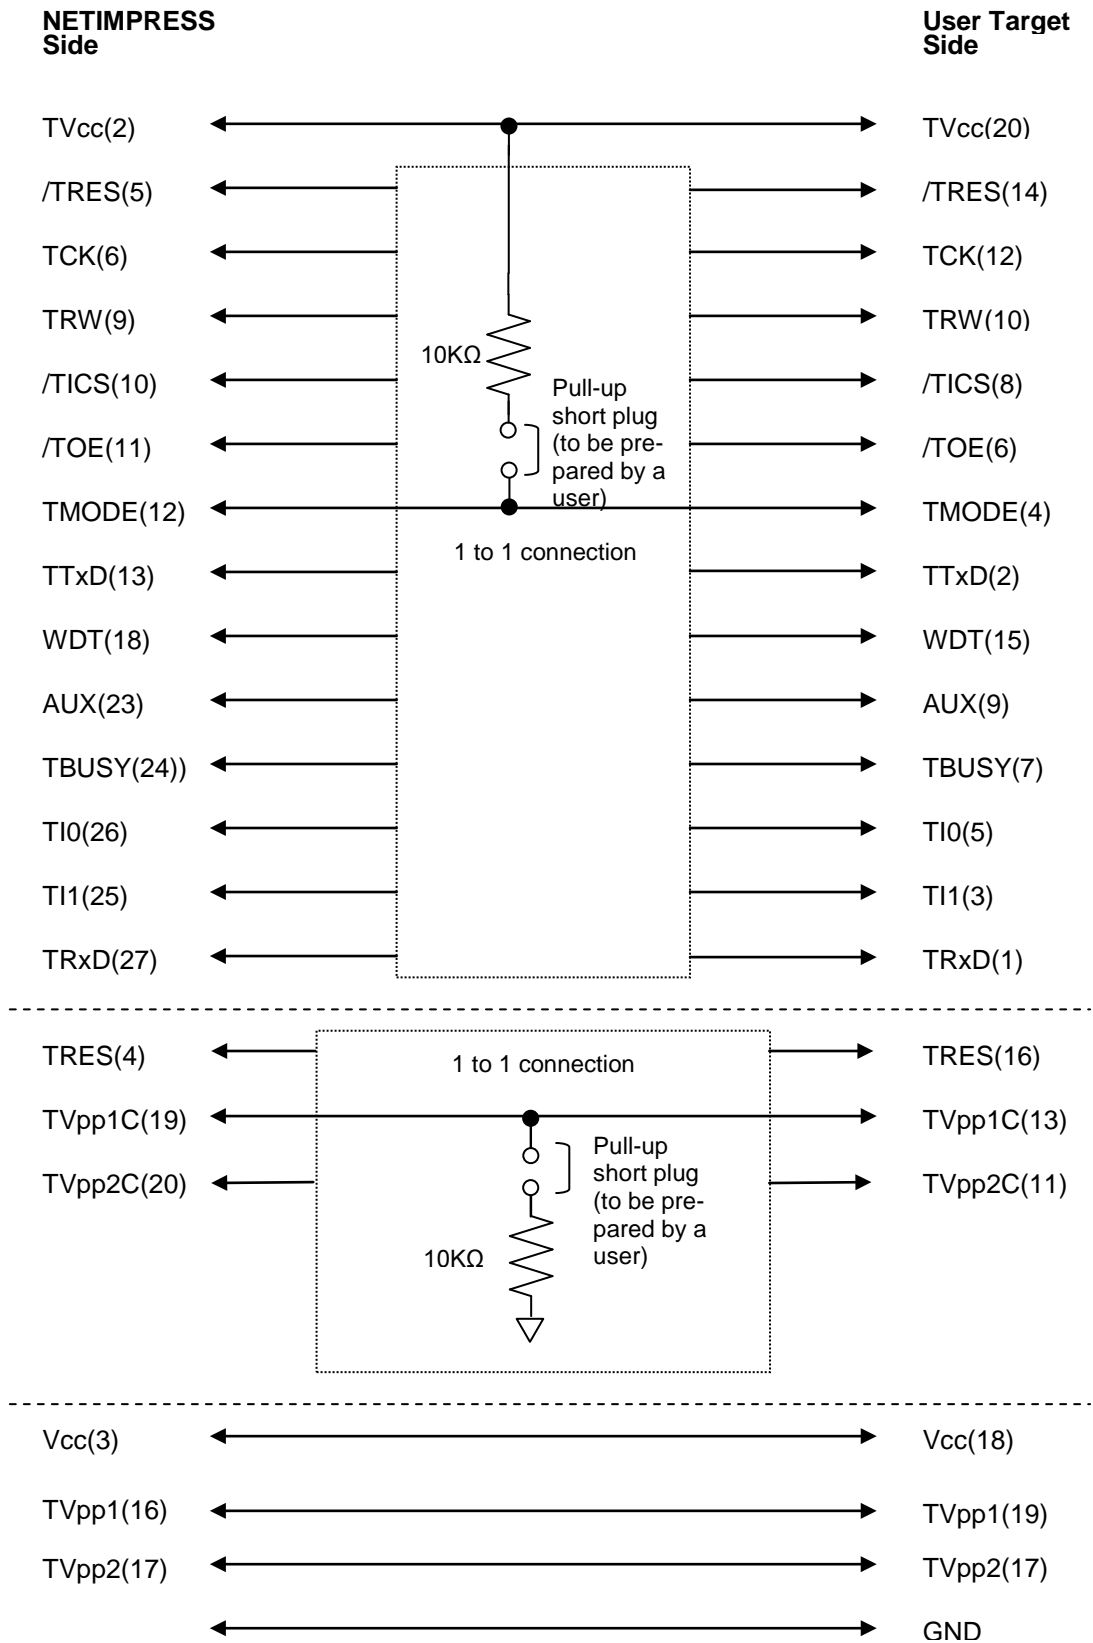 NETIMPRESS
Side
User Target
Side
TVcc(2)
TVcc(20)
/TRES(5)
/TRES(14)
TCK(6)
TCK(12)
TRW(9)
TRW(10)
10KΩ
/TICS(10)
/TICS(8)
Pull-up
short plug
(to be pre-
pared by a
user)
/TOE(11)
/TOE(6)
TMODE(12)
TMODE(4)
1 to 1 connection
TTxD(13)
TTxD(2)
WDT(18)
WDT(15)
AUX(23)
AUX(9)
TBUSY(24))
TBUSY(7)
TI0(26)
TI0(5)
TI1(25)
TI1(3)
TRxD(27)
TRxD(1)
TRES(4)
1 to 1 connection
TRES(16)
TVpp1C(19)
TVpp1C(13)
Pull-up
short plug
(to be pre-
pared by a
user)
TVpp2C(20)
TVpp2C(11)
10KΩ
Vcc(3)
Vcc(18)
TVpp1(16)
TVpp1(19)
TVpp2(17)
TVpp2(17)
GND